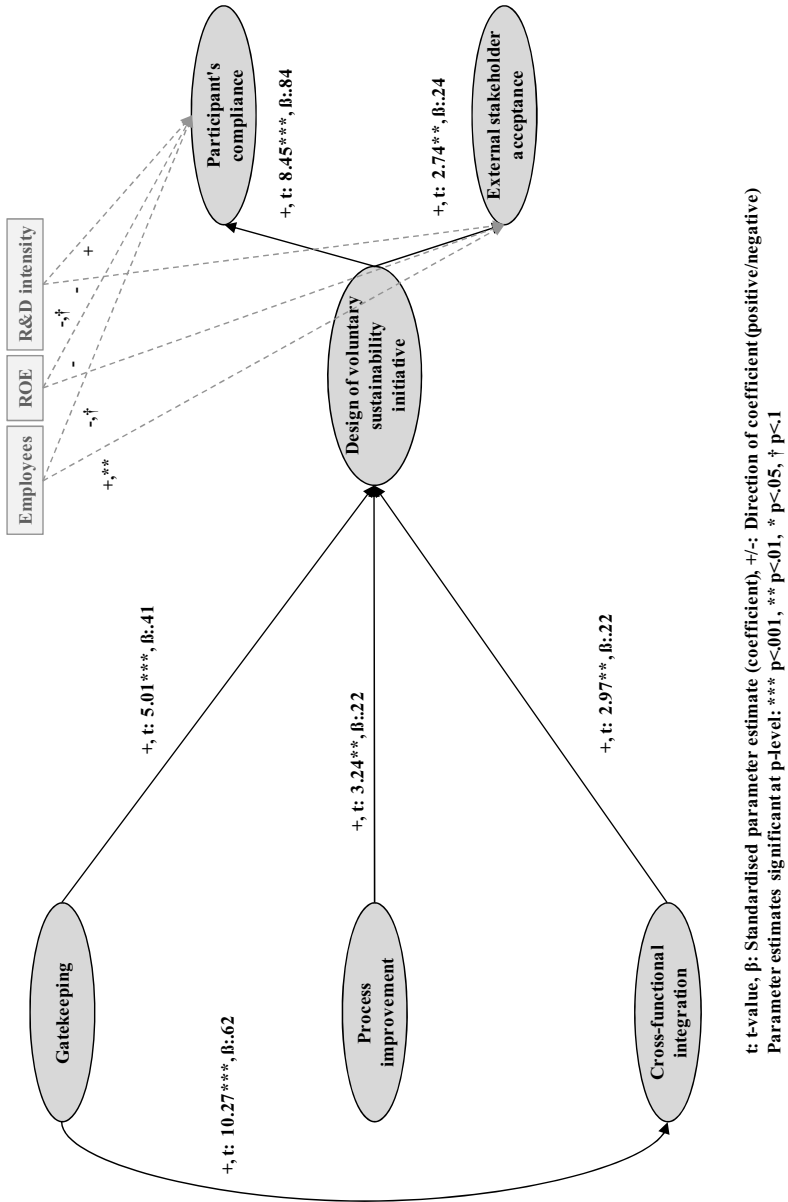 Employees
ROE
R&D intensity
+,**
-,†
-
-,†
-
+
Gatekeeping
+, t: 5.01***, ß:.41
Participant's
compliance
+, t: 8.45***, ß:.84
+, t: 10.27***, ß:.62
Process
improvement
+, t: 3.24**, ß:.22
Design of voluntary
sustainability
initiative
+, t: 2.74**, ß:.24
External stakeholder
acceptance
+, t: 2.97**, ß:.22
Cross-functional
integration
t: t-value, β: Standardised parameter estimate (coefficient), +/-: Direction of coefficient (positive/negative)
Parameter estimates significant at p-level: *** p<.001, ** p<.01, * p<.05, † p<.1